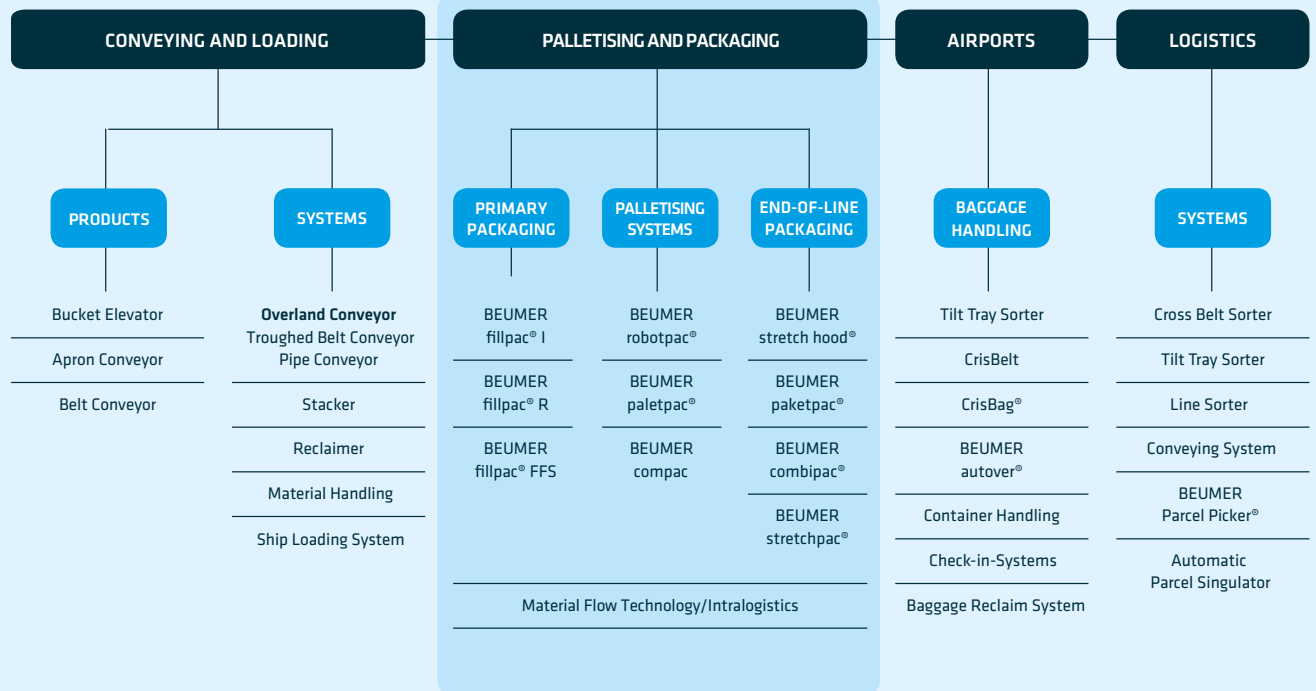 CONVEYING AND LOADING
PALLETISING AND PACKAGING
AIRPORTS
LOGISTICS
PRODUCTS
SYSTEMS
PRIMARY
PACKAGING
PALLETISING
SYSTEMS
END-OF-LINE
PACKAGING
BAGGAGE
HANDLING
SYSTEMS
Bucket Elevator
Apron Conveyor
Belt Conveyor
Overland Conveyor
Troughed Belt Conveyor
Pipe Conveyor
Stacker
Reclaimer
Material Handling
Ship Loading System
BEUMER
fillpac® I
BEUMER
fillpac® R
BEUMER
fillpac® FFS
BEUMER
robotpac®
BEUMER
paletpac®
BEUMER
compac
BEUMER
stretch hood®
BEUMER
paketpac®
BEUMER
combipac®
BEUMER
stretchpac®
Material Flow Technology/Intralogistics
Tilt Tray Sorter
CrisBelt
CrisBag®
BEUMER
autover®
Container Handling
Check-in-Systems
Baggage Reclaim System
Cross Belt Sorter
Tilt Tray Sorter
Line Sorter
Conveying System
BEUMER
Parcel Picker®
Automatic
Parcel Singulator